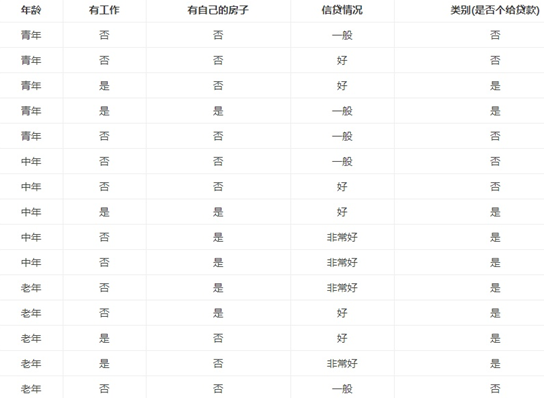 年龄 有工作 有自己的房子 信贷情况 类别(是否个给贷款)
青年 否 否 一般 否
青年 否 否 好 否
青年 是 否 好 是
青年 是 是 一般 是
青年 否 否 一般 否
中年 否 否 一般 否
中年 否 否 好 否
中年 是 是 好 是
中年 否 是 非常好 是
中年 否 是 非常好 是
老年 否 是 非常好 是
老年 否 是 好 是
老年 是 否 好 是
老年 是 否 非常好 是
老年 否 否 一般 否